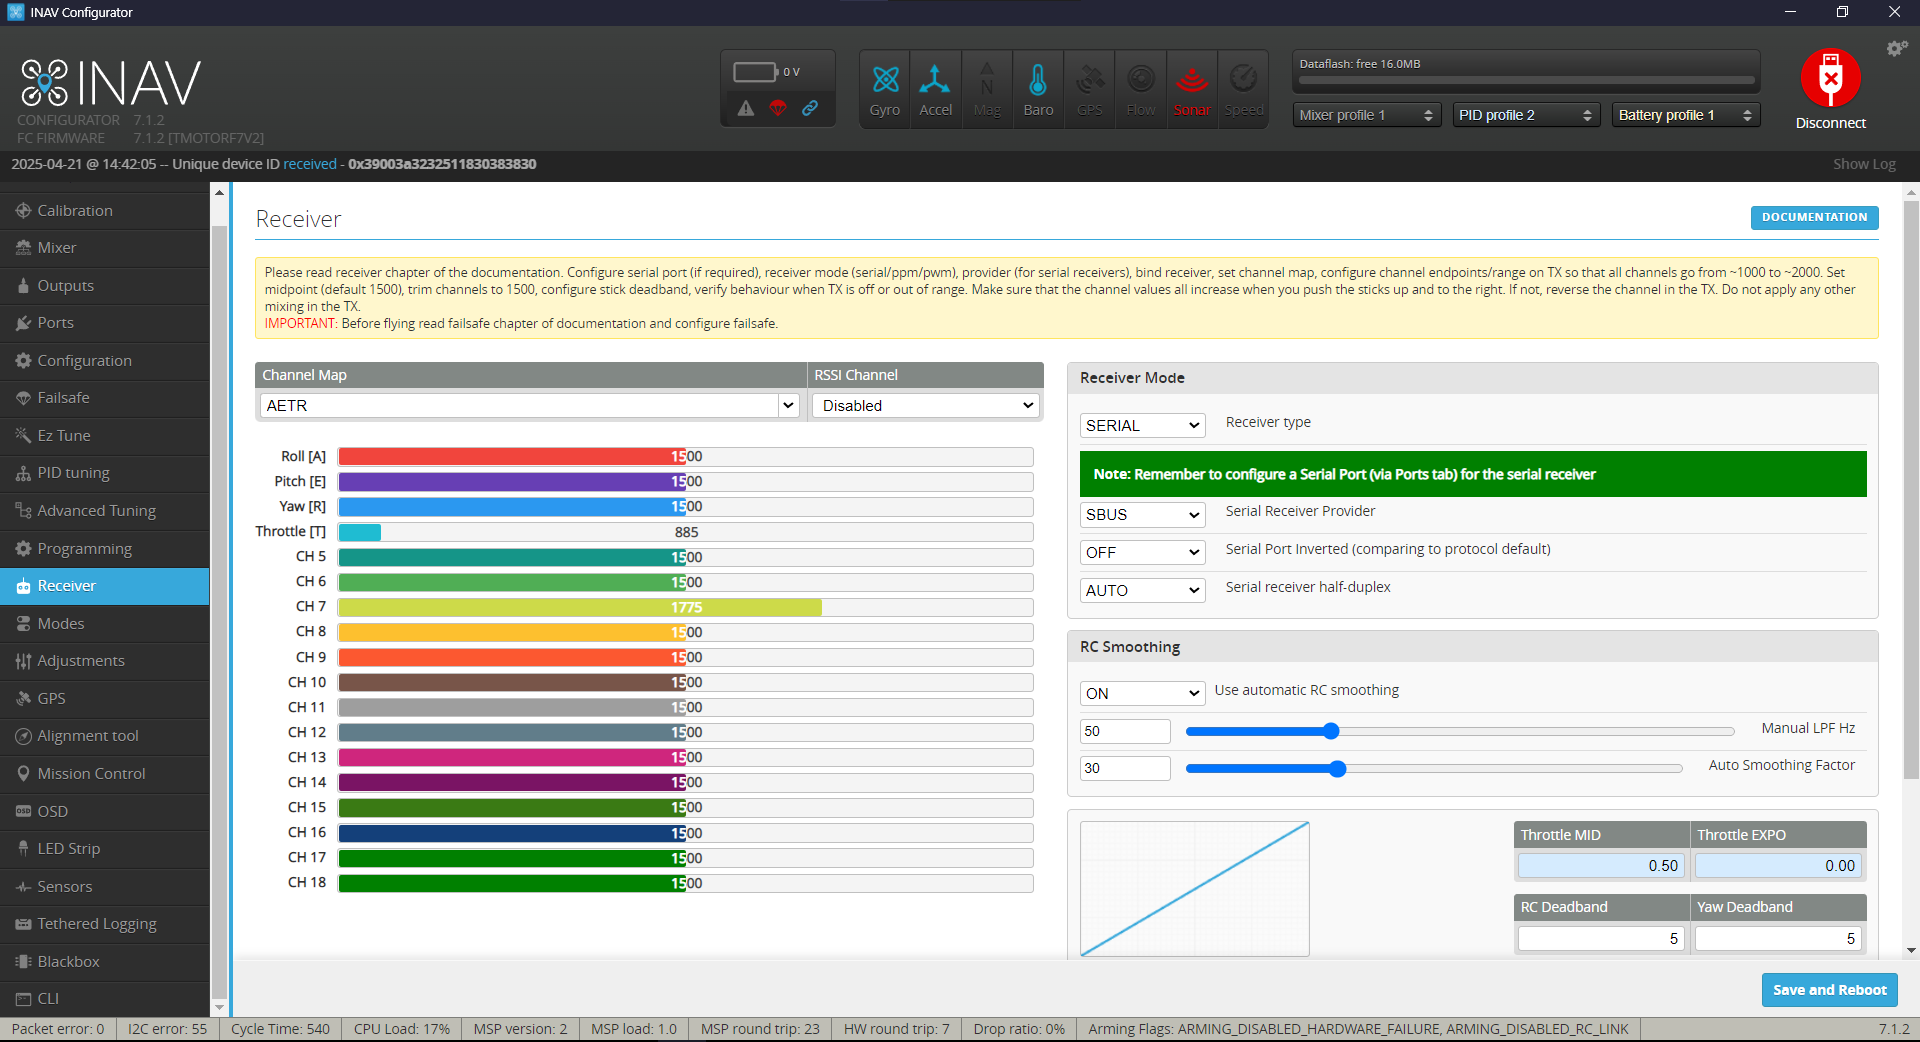 INAV Configurator
INAV
CONFIGURATOR 7.1.2
FC FIRMWARE 7.1.2 [TMOTORF7V2]
0 V
Gyro Accel Mag Baro GPS Flow Sonar Speed
Dataflash: free 16.0MB
Mixer profile 1 PID profile 2 Battery profile 1
Disconnect
2025-04-21 @ 14:42:05 -- Unique device ID received - 0x39003a3232511830383830
Show Log
Calibration
Mixer
Outputs
Ports
Configuration
Failsafe
Ez Tune
PID tuning
Advanced Tuning
Programming
Receiver
Modes
Adjustments
GPS
Alignment tool
Mission Control
OSD
LED Strip
Sensors
Tethered Logging
Blackbox
CLI
Receiver
DOCUMENTATION
Please read receiver chapter of the documentation. Configure serial port (if required), receiver mode (serial/ppm/pwm), provider (for serial receivers), bind receiver, set channel map, configure channel endpoints/range on TX so that all channels go from ~1000 to ~2000. Set
midpoint (default 1500), trim channels to 1500, configure stick deadband, verify behaviour when TX is off or out of range. Make sure that the channel values all increase when you push the sticks up and to the right. If not, reverse the channel in the TX. Do not apply any other
mixing in the TX.
IMPORTANT: Before flying read failsafe chapter of documentation and configure failsafe.
Channel Map RSSI Channel
AETR Disabled
Roll [A] 1500
Pitch [E] 1500
Yaw [R] 1500
Throttle [T] 885
CH 5 1500
CH 6 1500
CH 7 1775
CH 8 1500
CH 9 1500
CH 10 1500
CH 11 1500
CH 12 1500
CH 13 1500
CH 14 1500
CH 15 1500
CH 16 1500
CH 17 1500
CH 18 1500
Receiver Mode
SERIAL Receiver type
Note: Remember to configure a Serial Port (via Ports tab) for the serial receiver
SBUS Serial Receiver Provider
OFF Serial Port Inverted (comparing to protocol default)
AUTO Serial receiver half-duplex
RC Smoothing
ON Use automatic RC smoothing
50 Manual LPF Hz
30 Auto Smoothing Factor
Throttle MID Throttle EXPO
0.50 0.00
RC Deadband Yaw Deadband
5 5
Save and Reboot
Packet error: 0 I2C error: 55 Cycle Time: 540 CPU Load: 17% MSP version: 2 MSP load: 1.0 MSP round trip: 23 HW round trip: 7 Drop ratio: 0% Arming Flags: ARMING_DISABLED_HARDWARE_FAILURE, ARMING_DISABLED_RC_LINK 7.1.2